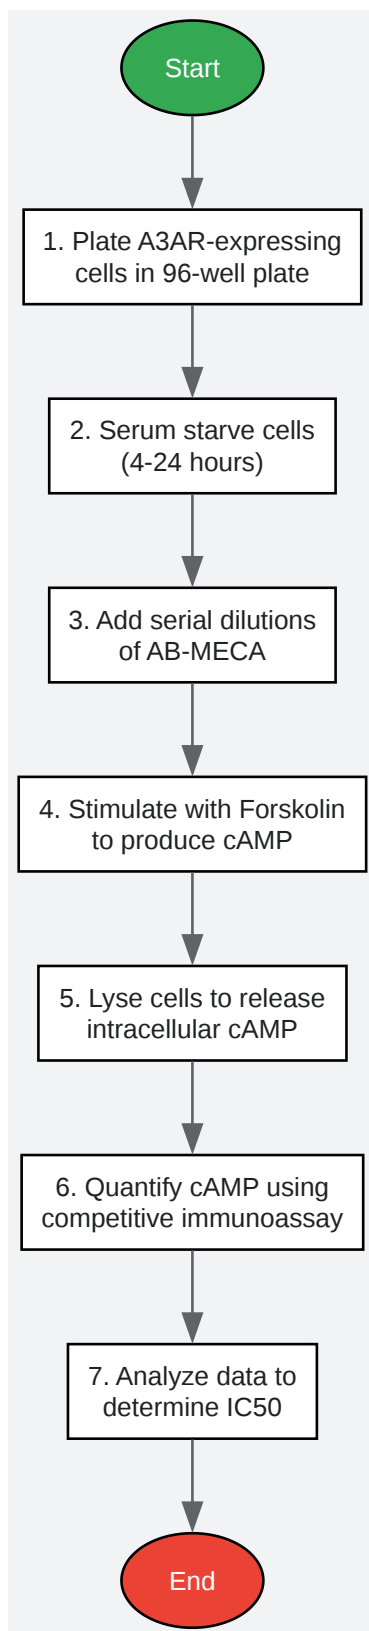 Start
1. Plate A3AR-expressing
cells in 96-well plate
2. Serum starve cells
(4-24 hours)
3. Add serial dilutions
of AB-MECA
4. Stimulate with Forskolin
to produce cAMP
5. Lyse cells to release
intracellular cAMP
6. Quantify cAMP using
competitive immunoassay
7. Analyze data to
determine IC50
End